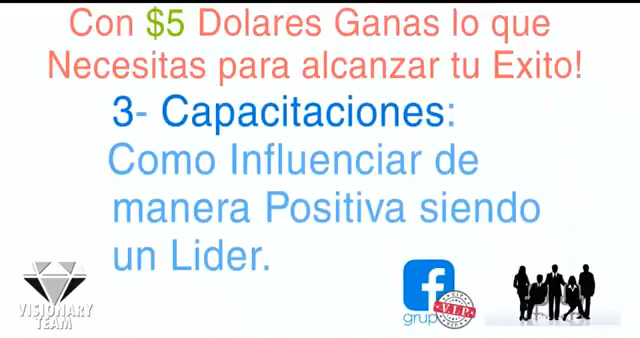 Con $5 Dolares Ganas lo que
Necesitas para alcanzar tu Exito!
3- Capacitaciones:
Como Influenciar de
manera Positiva siendo
un Lider.
VISIONARY
TEAM
f
grup
V.I.P